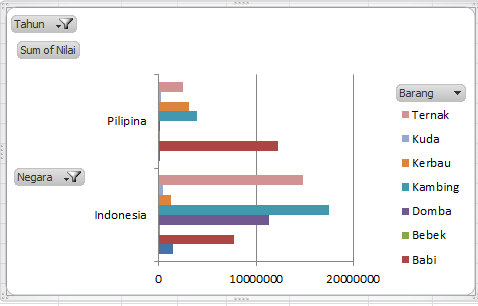 Tahun
Sum of Nilai
Pilipina
Negara
Indonesia
0 10000000 20000000
Barang
Ternak
Kuda
Kerbau
Kambing
Domba
Bebek
Babi